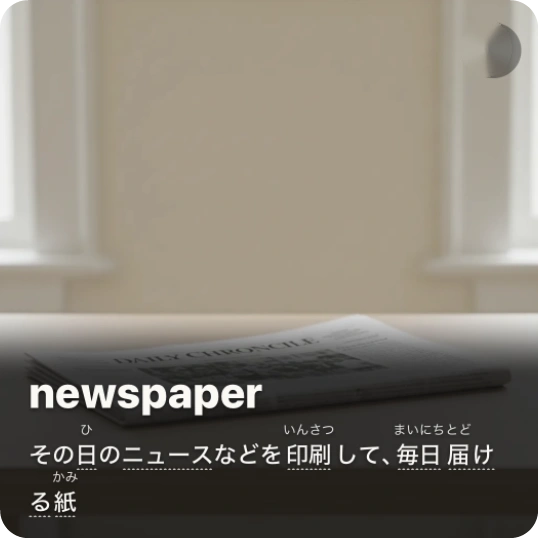 DAILY CHRONCILE
newspaper
その日のニュースなどを印刷して、毎日届け
る紙
ひ
いんさつ
まいにちとど
かみ